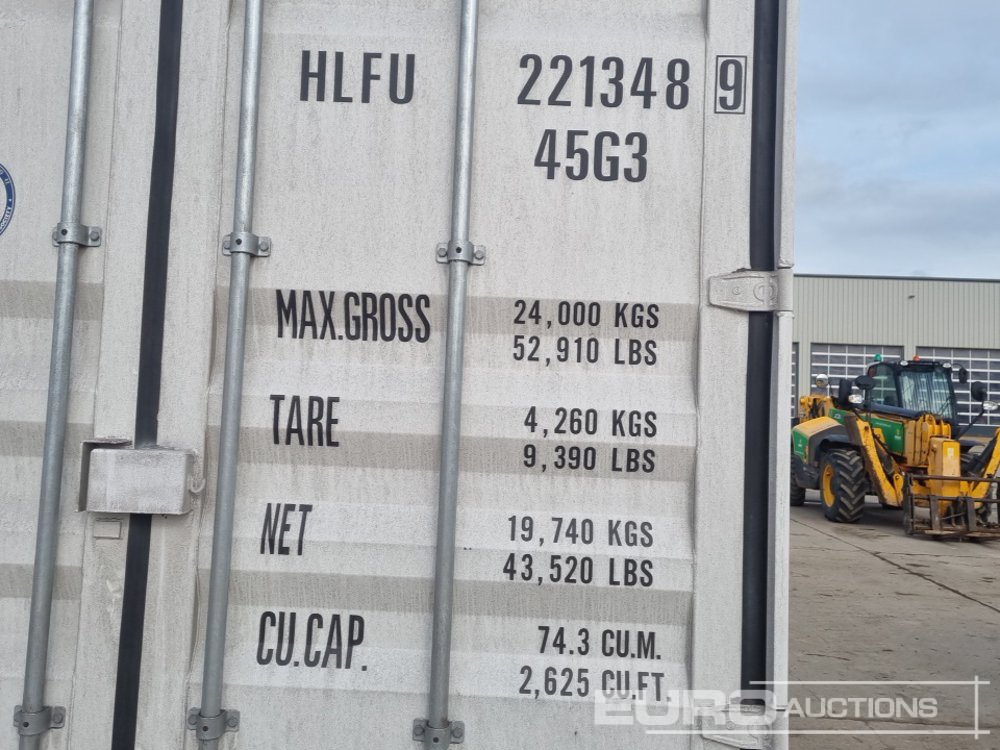 HLFU 221348 9
45G3
MAX.GROSS 24,000 KGS
52,910 LBS
TARE 4,260 KGS
9,390 LBS
NET 19,740 KGS
43,520 LBS
CU.CAP. 74.3 CU.M.
2,625 CU.FT.
EURO AUCTIONS